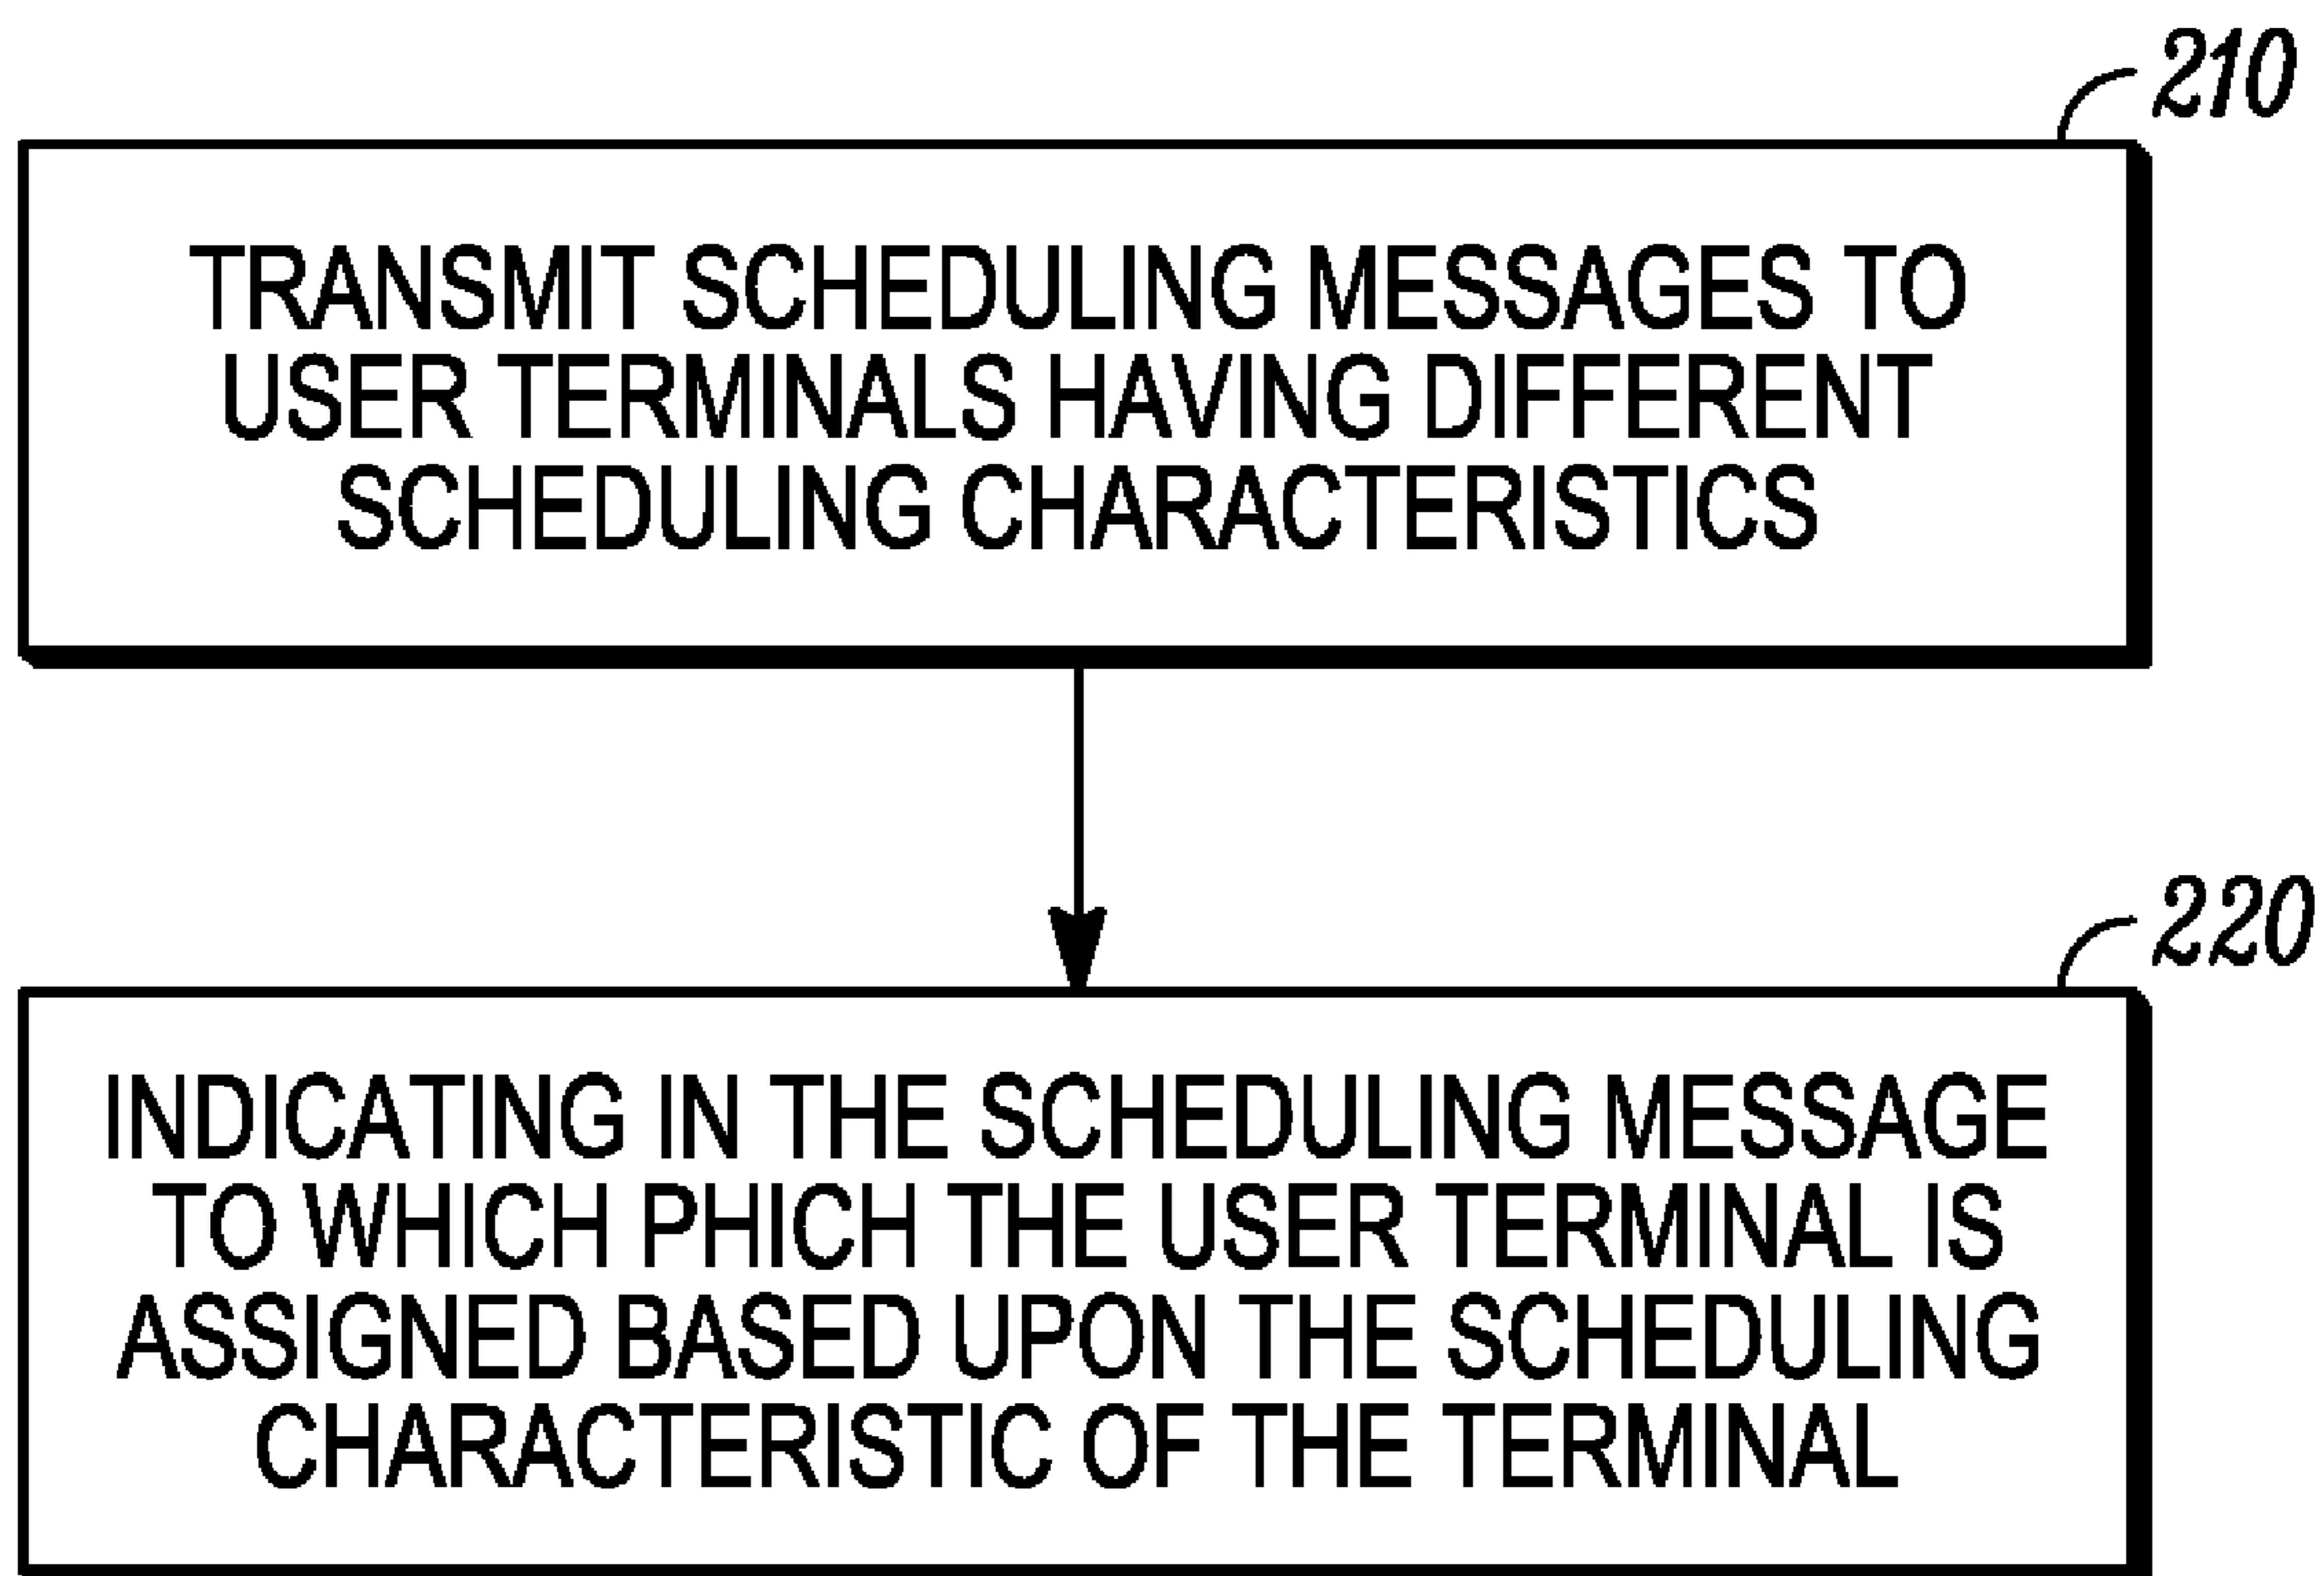 210
TRANSMIT SCHEDULING MESSAGES TO
USER TERMINALS HAVING DIFFERENT
SCHEDULING CHARACTERISTICS
220
INDICATING IN THE SCHEDULING MESSAGE
TO WHICH PHICH THE USER TERMINAL IS
ASSIGNED BASED UPON THE SCHEDULING
CHARACTERISTIC OF THE TERMINAL